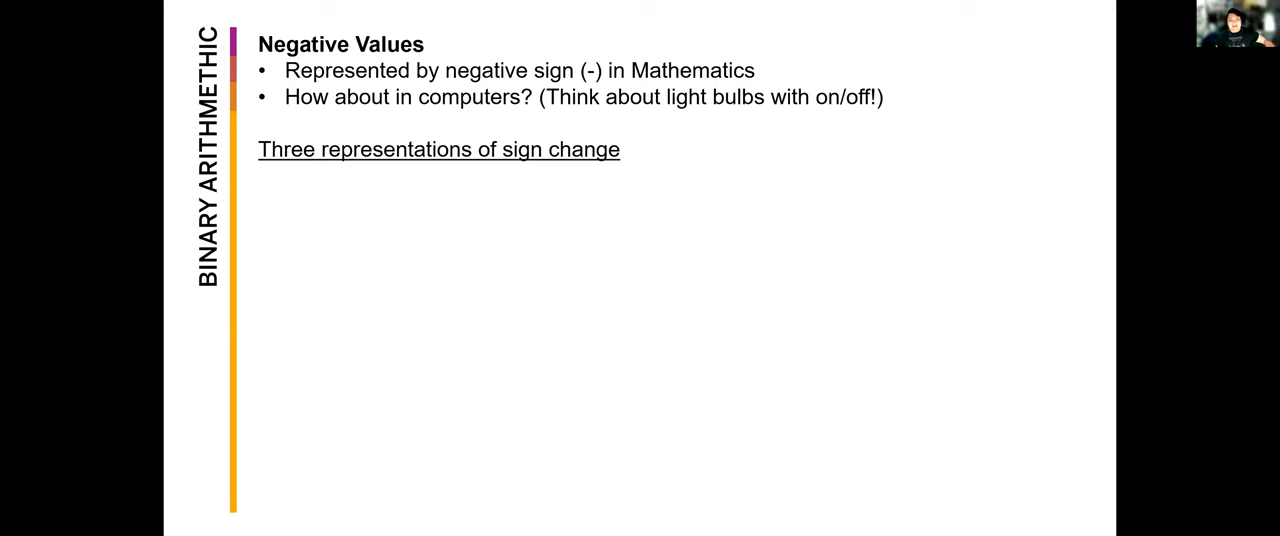 BINARY ARITHMETHIC
Negative Values
• Represented by negative sign (-) in Mathematics
• How about in computers? (Think about light bulbs with on/off!)
Three representations of sign change